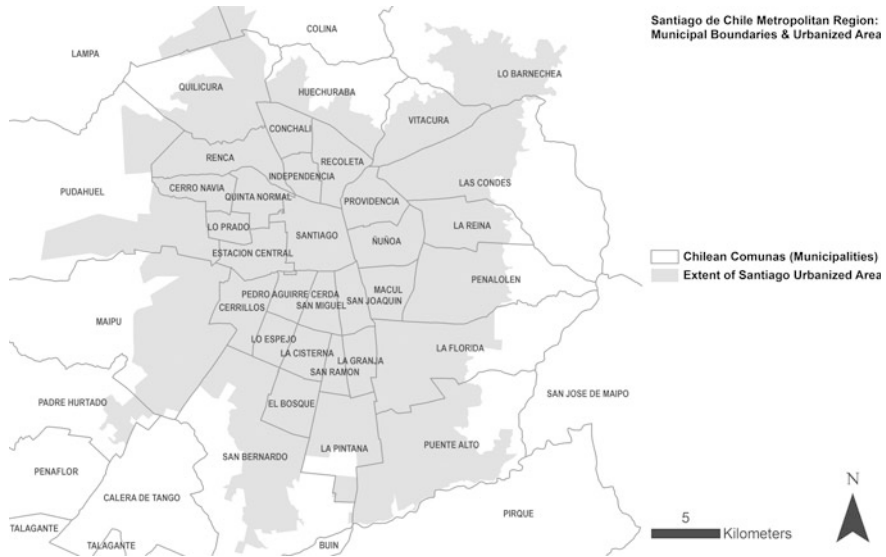 Santiago de Chile Metropolitan Region:
Municipal Boundaries & Urbanized Area
COLINA
LAMPA
LO BARNECHEA
QUILICURA
HUECHURABA
VITACURA
CONCHALI
RENCA
RECOLETA
INDEPENDENCIA
LAS CONDES
CERRO NAVIA
PUDAHUEL
QUINTA NORMAL
PROVIDENCIA
LO PRADO
LA REINA
SANTIAGO
ÑUÑOA
ESTACION CENTRAL
Chilean Comunas (Municipalities)
Extent of Santiago Urbanized Area
PENALOLEN
MACUL
PEDRO AGUIRRE CERDA
SAN JOAQUIN
SAN MIGUEL
CERRILLOS
MAIPU
LO ESPEJO
LA FLORIDA
LA CISTERNA
LA GRANJA
SAN RAMON
SAN JOSE DE MAIPO
PADRE HURTADO
EL BOSQUE
PUENTE ALTO
LA PINTANA
SAN BERNARDO
PENAFLOR
N
CALERA DE TANGO
PIRQUE
5
TALAGANTE
Kilometers
TALAGANTE
BUIN